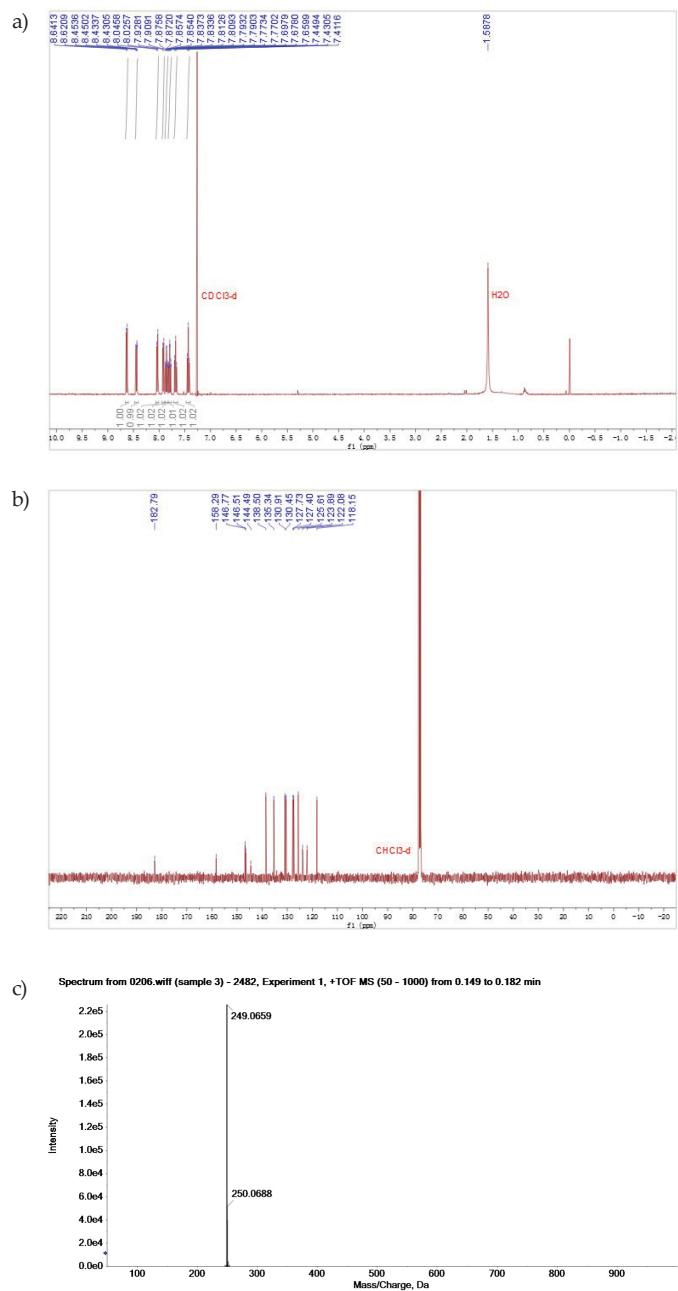 a)
8.6413
8.6209
8.4536
8.4502
8.4337
8.4305
8.0458
8.0257
7.9281
7.9091
7.8758
7.8720
7.8574
7.8540
7.8373
7.8336
7.8126
7.8093
7.7932
7.7903
7.7734
7.7702
7.6979
7.6780
7.6599
7.4494
7.4305
7.4116
1.5878
CDCl3-d
H2O
1.00
0.99
1.02
1.02
1.02
1.01
1.02
1.02
10.0 9.5 9.0 8.5 8.0 7.5 7.0 6.5 6.0 5.5 5.0 4.5 4.0 3.5 3.0 2.5 2.0 1.5 1.0 0.5 0.0 -0.5 -1.0 -1.5 -2.0
f1 (ppm)
b)
182.79
158.29
146.77
146.51
144.49
138.50
135.34
130.91
130.45
127.73
127.40
125.61
123.89
122.08
118.15
CHCl3-d
220 210 200 190 180 170 160 150 140 130 120 110 100 90 80 70 60 50 40 30 20 10 0 -10 -20
f1 (ppm)
c)
Spectrum from 0206.wiff (sample 3) - 2482, Experiment 1, +TOF MS (50 - 1000) from 0.149 to 0.182 min
2.2e5
2.0e5
1.8e5
1.6e5
1.4e5
1.2e5
1.0e5
8.0e4
6.0e4
4.0e4
2.0e4
0.0e0
Intensity
249.0659
250.0688
100 200 300 400 500 600 700 800 900
Mass/Charge, Da